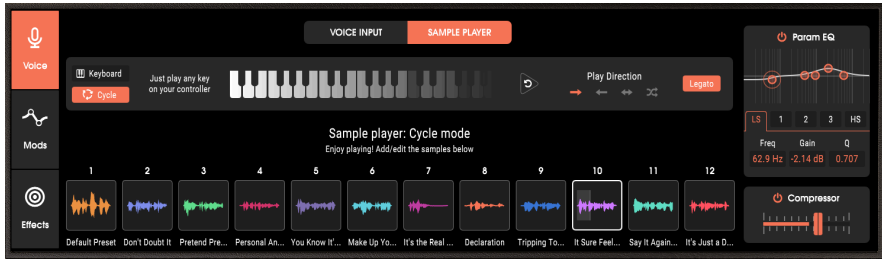 VOICE INPUT
SAMPLE PLAYER
Voice
Mods
Effects
Keyboard
Cycle
Just play any key
on your controller
Play Direction
Legato
Sample player: Cycle mode
Enjoy playing! Add/edit the samples below
1 2 3 4 5 6 7 8 9 10 11 12
Default Preset Don't Doubt It Pretend Pre... Personal An... You Know It'... Make Up Yo... It's the Real ... Declaration Tripping To... It Sure Feel... Say It Again... It's Just a D...
Param EQ
LS 1 2 3 HS
Freq Gain Q
62.9 Hz -2.14 dB 0.707
Compressor